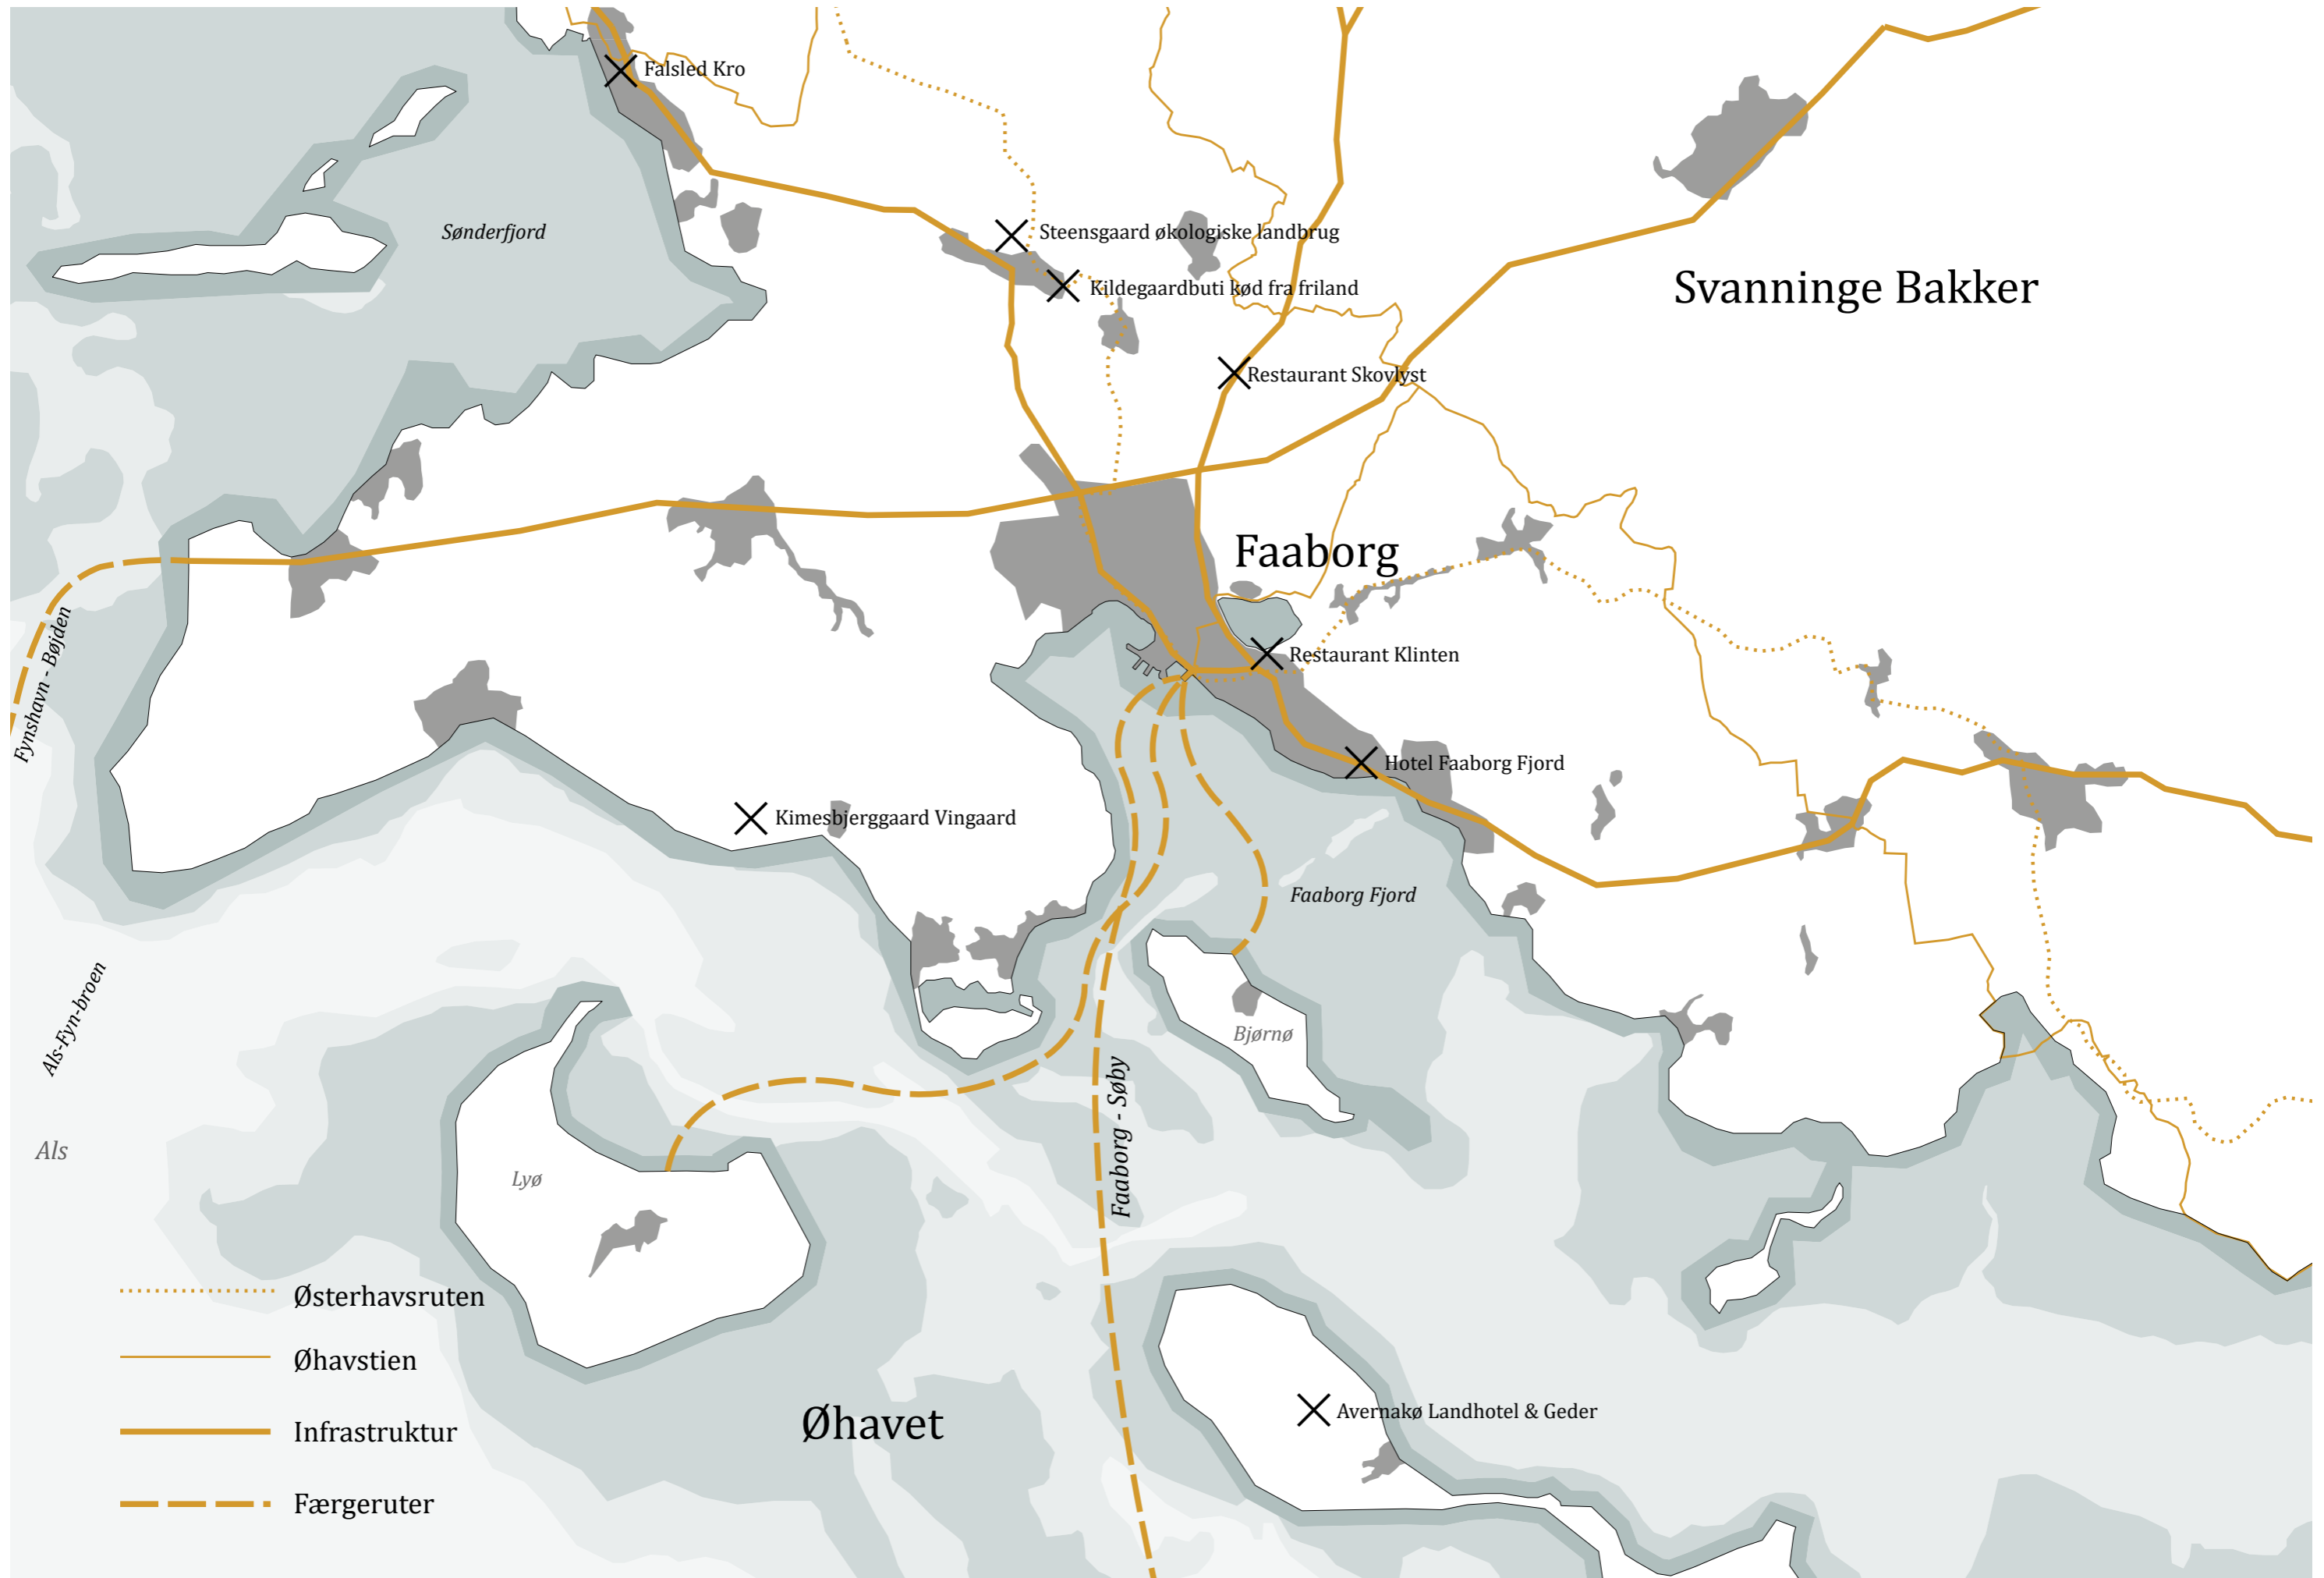 Falsled Kro
Sønderfjord
Steensgaard økologiske landbrug
Kildegaardbuti kød fra friland
Svanninge Bakker
Restaurant Skovlyst
Faaborg
Fynshavn - Bøjden
Restaurant Klinten
Hotel Faaborg Fjord
Kimesbjerggaard Vingaard
Faaborg Fjord
Als-Fyn-broen
Bjørnø
Faaborg - Søby
Als
Lyø
Østerhavsruten
Øhavstien
Øhavet
Avernakø Landhotel & Geder
Infrastruktur
Færgeruter